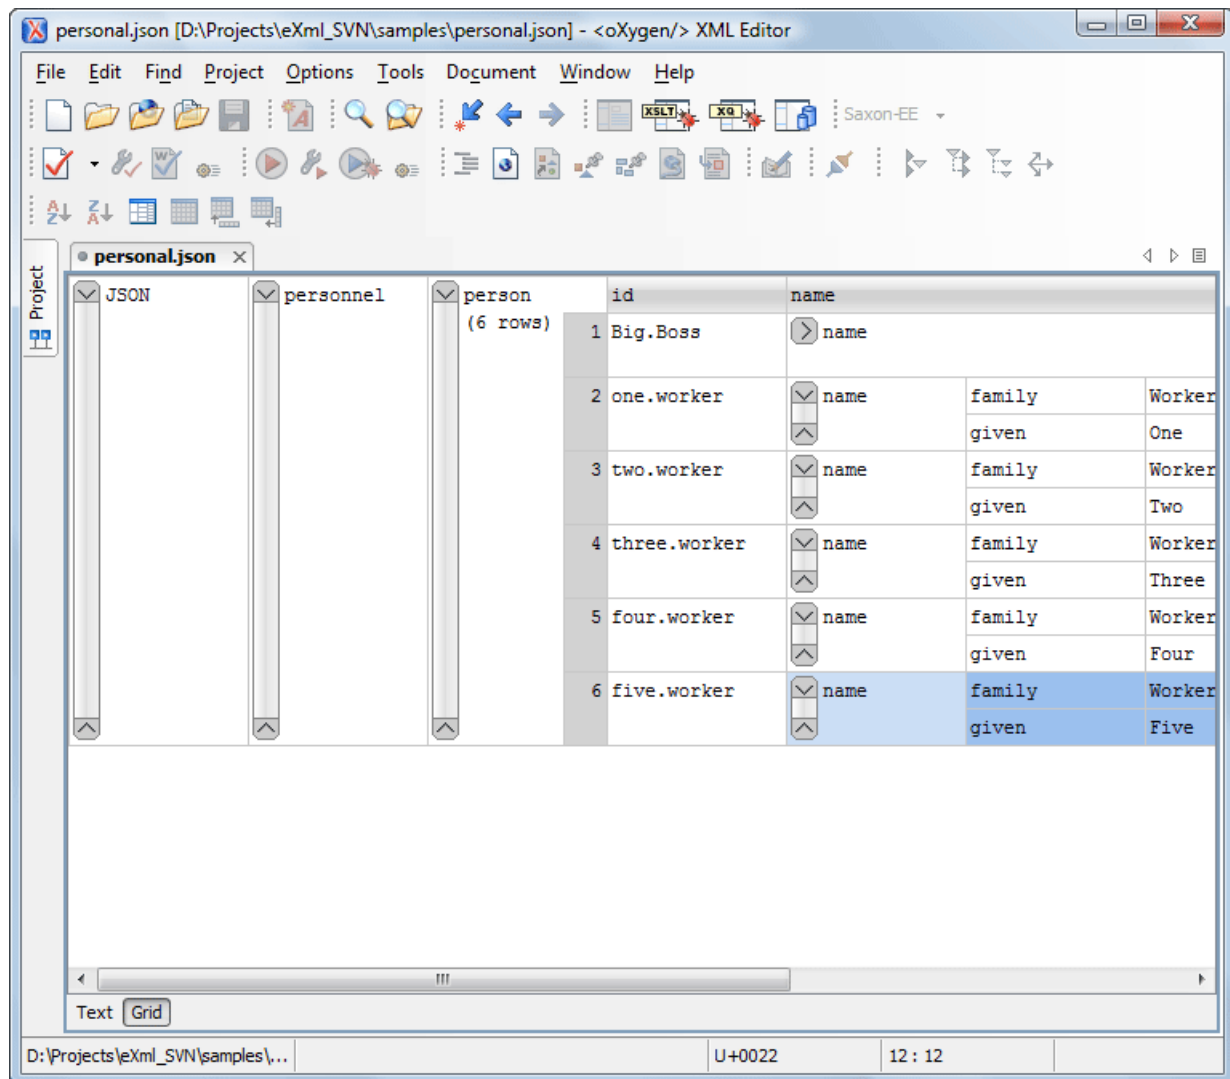 personal.json [D:\Projects\eXml_SVN\samples\personal.json] - <oXygen/> XML Editor
File Edit Find Project Options Tools Document Window Help
XSLT XQ Saxon-EE
personal.json
Project
JSON personnel person id name
(6 rows)
1 Big.Boss name
2 one.worker name family Worker
given One
3 two.worker name family Worker
given Two
4 three.worker name family Worker
given Three
5 four.worker name family Worker
given Four
6 five.worker name family Worker
given Five
Text Grid
D:\Projects\eXml_SVN\samples\... U+0022 12 : 12